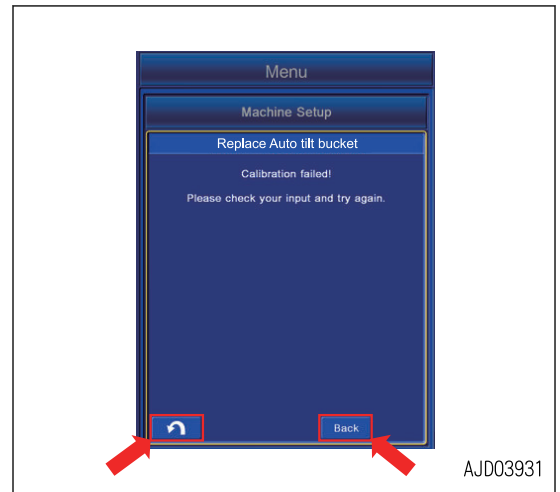 Menu
Machine Setup
Replace Auto tilt bucket
Calibration failed!
Please check your input and try again.
Back
AJD03931